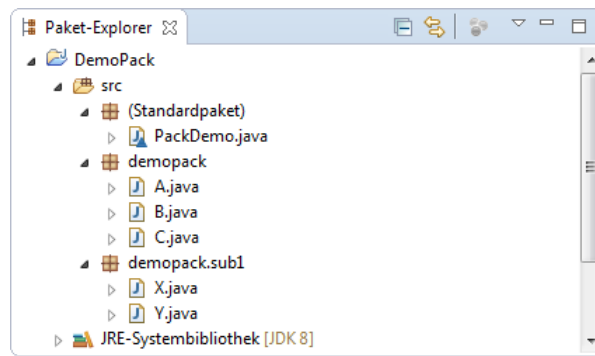 Paket-Explorer
DemoPack
src
(Standardpaket)
PackDemo.java
demopack
A.java
B.java
C.java
demopack.sub1
X.java
Y.java
JRE-Systembibliothek [JDK 8]